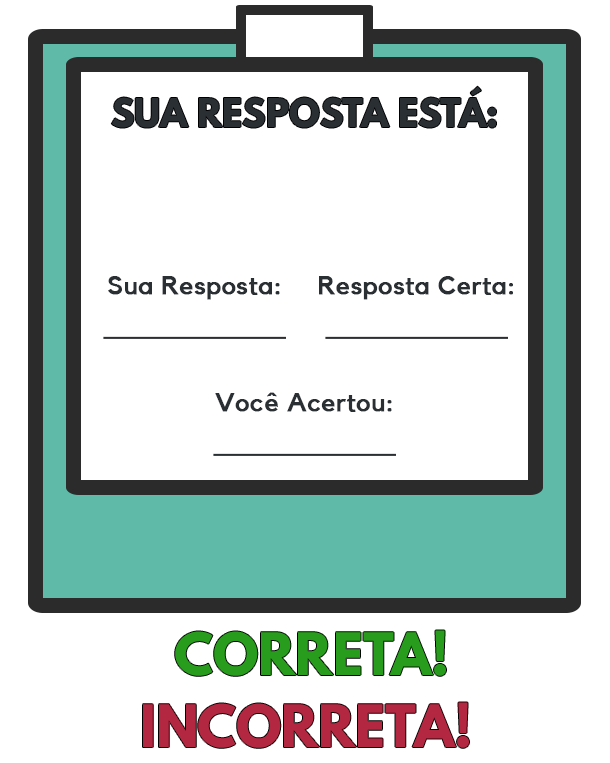 SUA RESPOSTA ESTÁ:
Sua Resposta: Resposta Certa:
Você Acertou:
CORRETA!
INCORRETA!